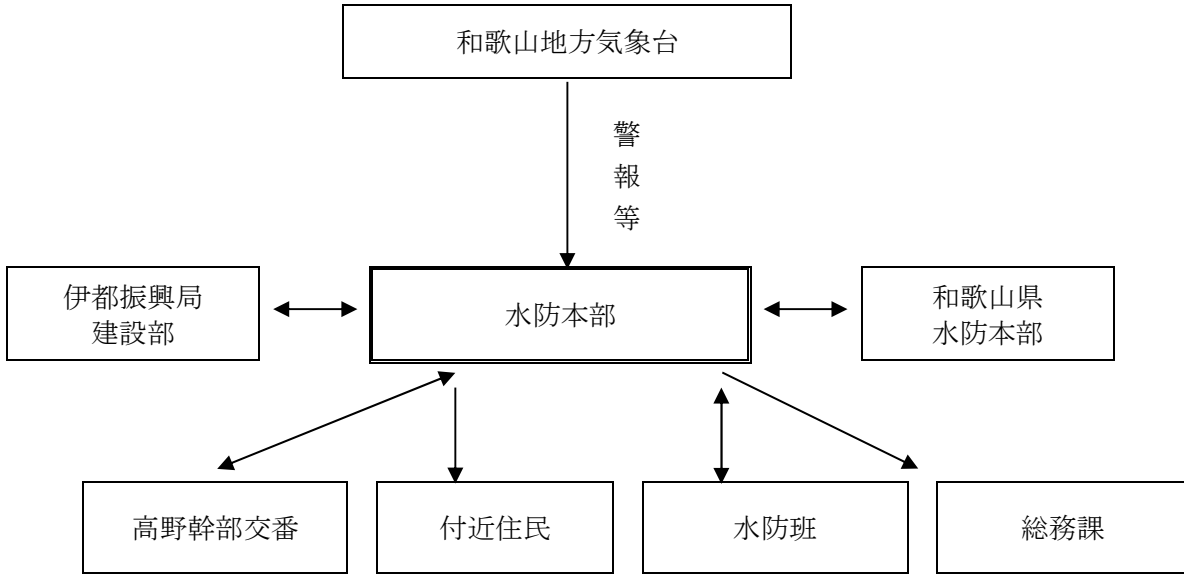 和歌山地方気象台
警報等
伊都振興局
建設部
水防本部
和歌山県
水防本部
高野幹部交番
付近住民
水防班
総務課